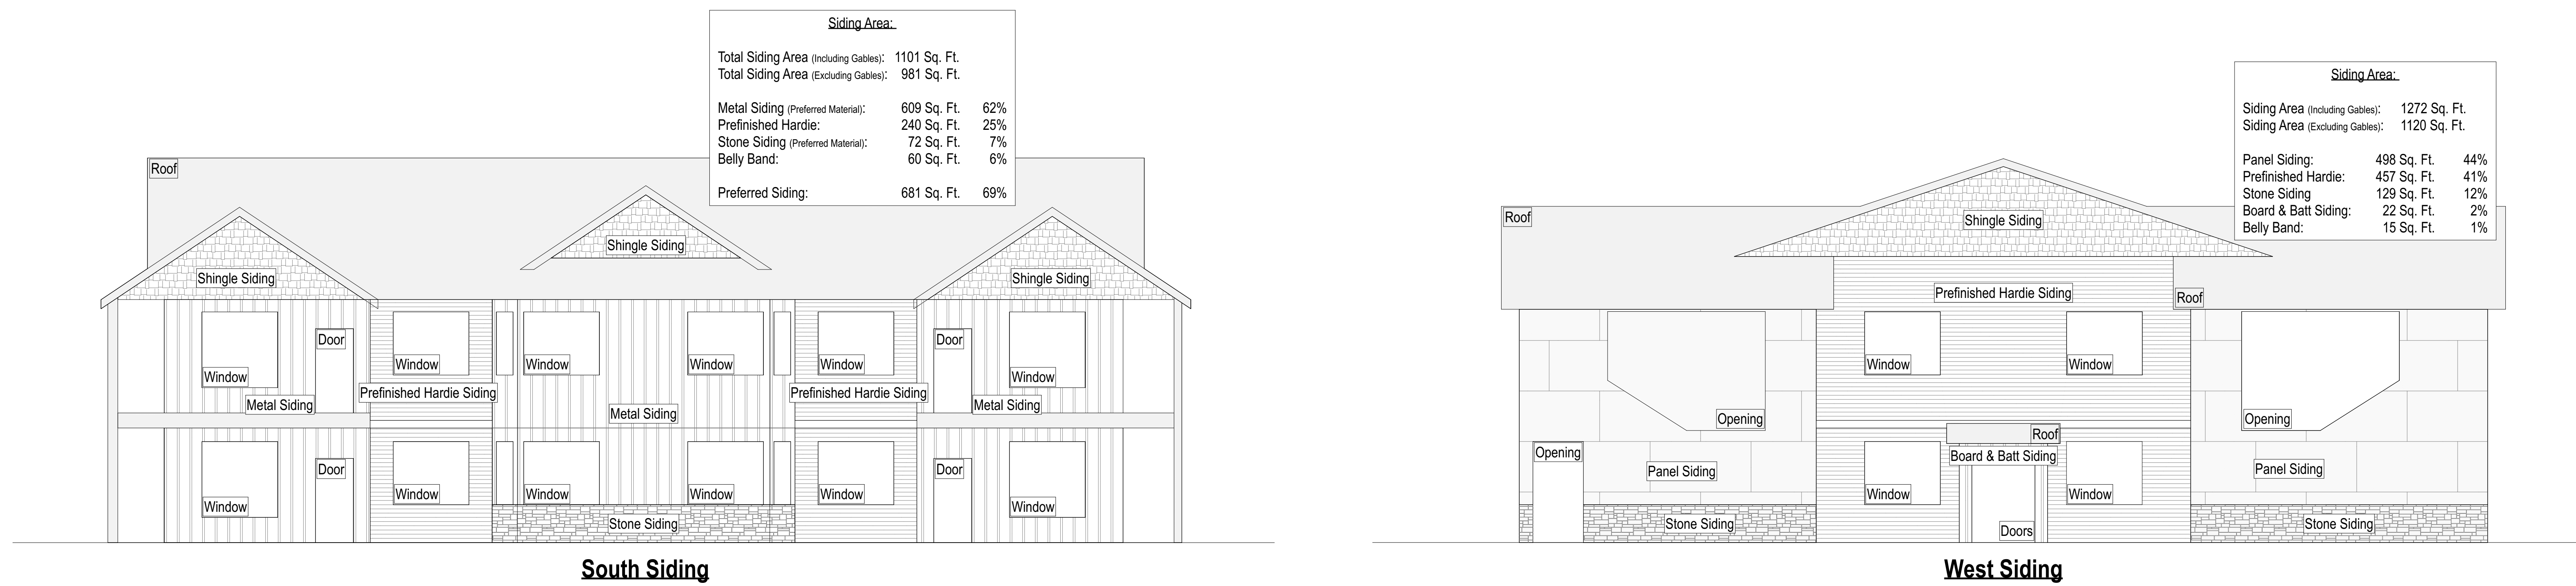 Siding Area:
Total Siding Area (Including Gables): 1101 Sq. Ft.
Total Siding Area (Excluding Gables): 981 Sq. Ft.
Metal Siding (Preferred Material): 609 Sq. Ft. 62%
Prefinished Hardie: 240 Sq. Ft. 25%
Stone Siding (Preferred Material): 72 Sq. Ft. 7%
Belly Band: 60 Sq. Ft. 6%
Preferred Siding: 681 Sq. Ft. 69%
Roof
Shingle Siding
Shingle Siding
Shingle Siding
Door
Door
Window
Window
Window
Window
Window
Window
Prefinished Hardie Siding
Prefinished Hardie Siding
Metal Siding
Metal Siding
Metal Siding
Door
Door
Window
Window
Window
Window
Window
Window
Stone Siding
South Siding
Siding Area:
Siding Area (Including Gables): 1272 Sq. Ft.
Siding Area (Excluding Gables): 1120 Sq. Ft.
Panel Siding: 498 Sq. Ft. 44%
Prefinished Hardie: 457 Sq. Ft. 41%
Stone Siding 129 Sq. Ft. 12%
Board & Batt Siding: 22 Sq. Ft. 2%
Belly Band: 15 Sq. Ft. 1%
Roof
Shingle Siding
Prefinished Hardie Siding
Roof
Window
Window
Opening
Opening
Roof
Opening
Board & Batt Siding
Panel Siding
Panel Siding
Window
Window
Stone Siding
Stone Siding
Doors
West Siding